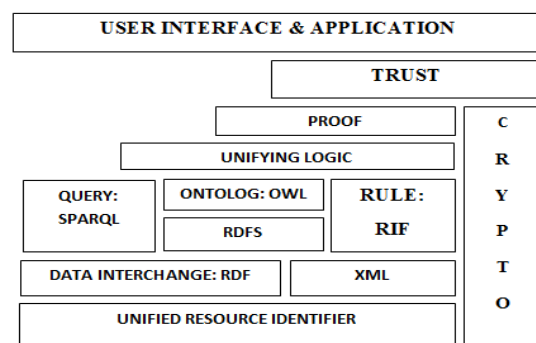 USER INTERFACE & APPLICATION
TRUST
PROOF
UNIFYING LOGIC
QUERY:
SPARQL
ONTOLOG: OWL
RDFS
RULE:
RIF
DATA INTERCHANGE: RDF
XML
UNIFIED RESOURCE IDENTIFIER
C
R
Y
P
T
O